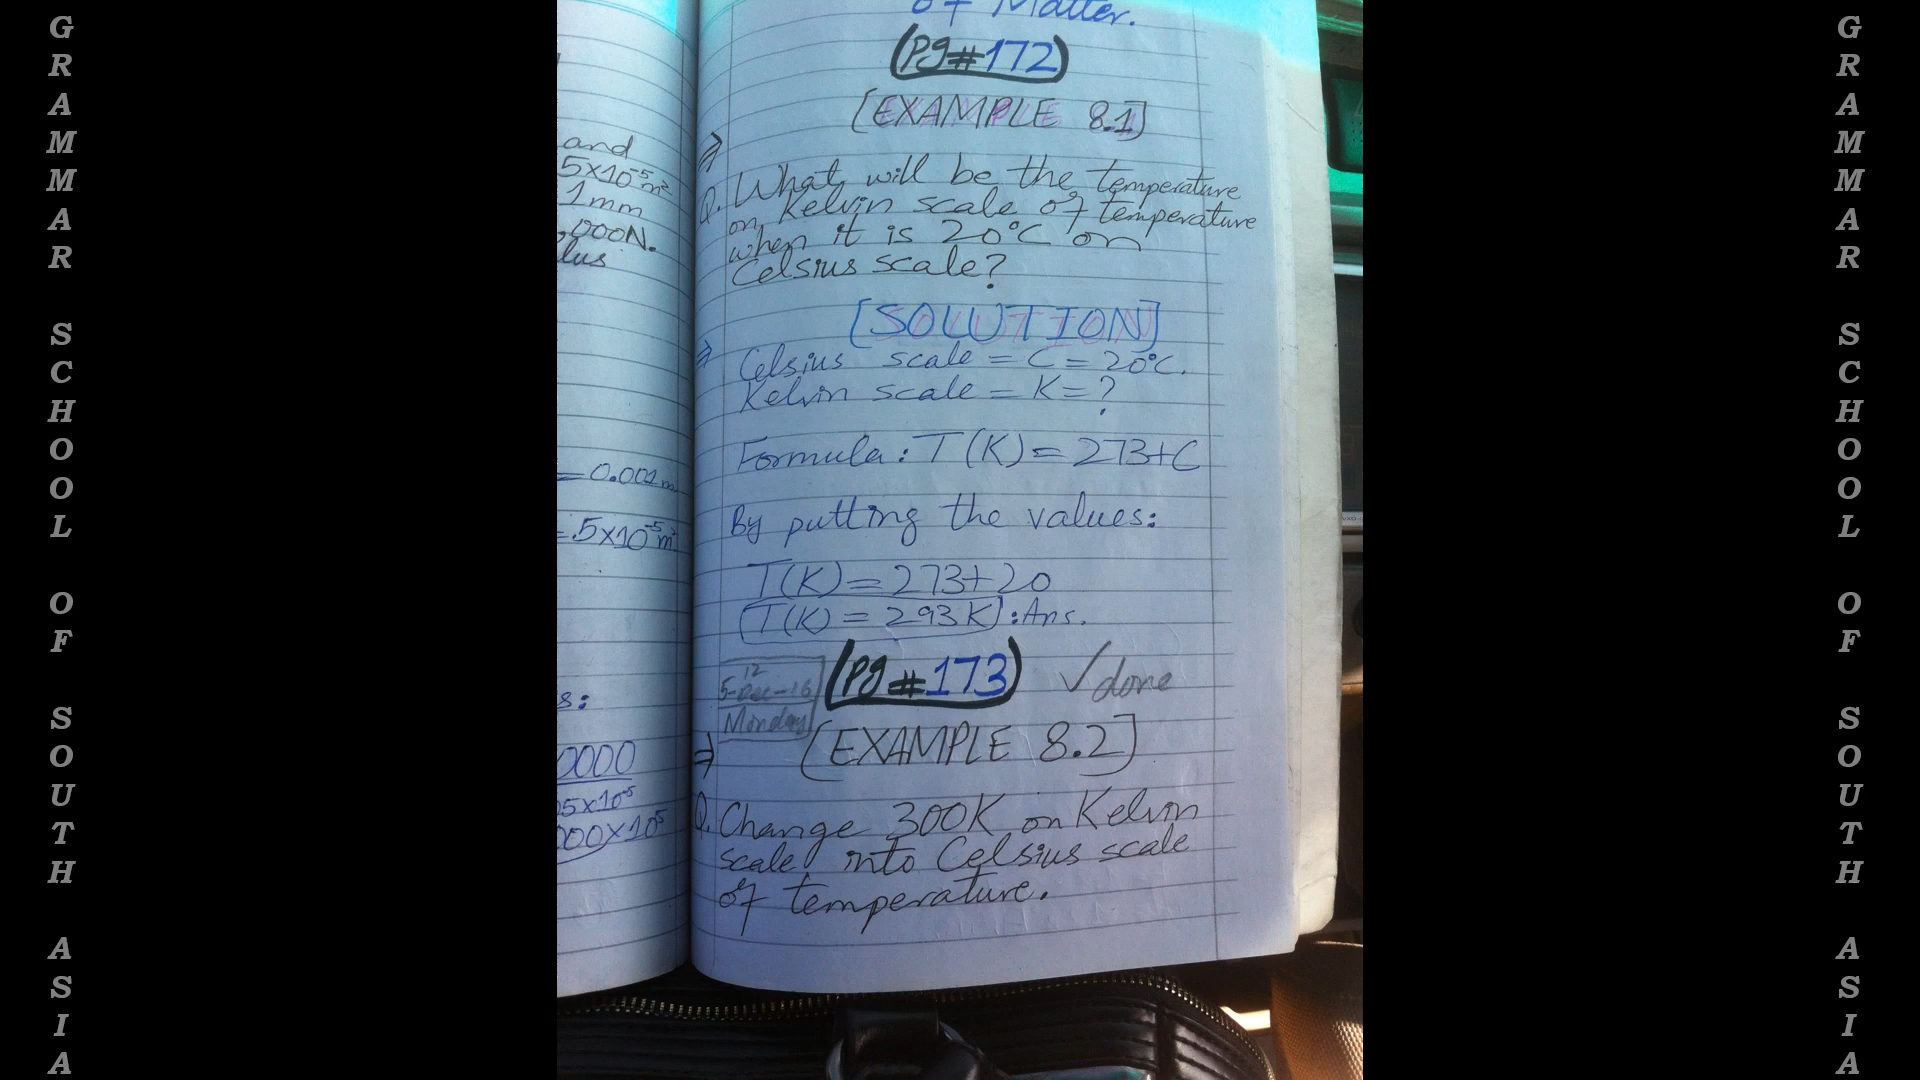 GRAMMAR SCHOOL OF SOUTH ASIA
and
5x10⁻⁵m²
1mm
000N.
lus
= 0.001m
= .5x10⁻⁵m²
s:
0000
05x10⁻⁵
000x10⁵
of Matter.
(Pg#172)
[EXAMPLE 8.1]
⇒
Q. What will be the temperature
on Kelvin scale of temperature
when it is 20°C on
Celsius scale?
[SOLUTION]
⇒ Celsius scale = C = 20°C.
Kelvin scale = K = ?
Formula: T(K) = 273+C
By putting the values:
T(K) = 273+20
[T(K) = 293K]: Ans.
12
5-Dec-16
Monday
(Pg#173) ✓done
⇒ [EXAMPLE 8.2]
Q. Change 300K on Kelvin
scale, into Celsius scale
of temperature.
GRAMMAR SCHOOL OF SOUTH ASIA